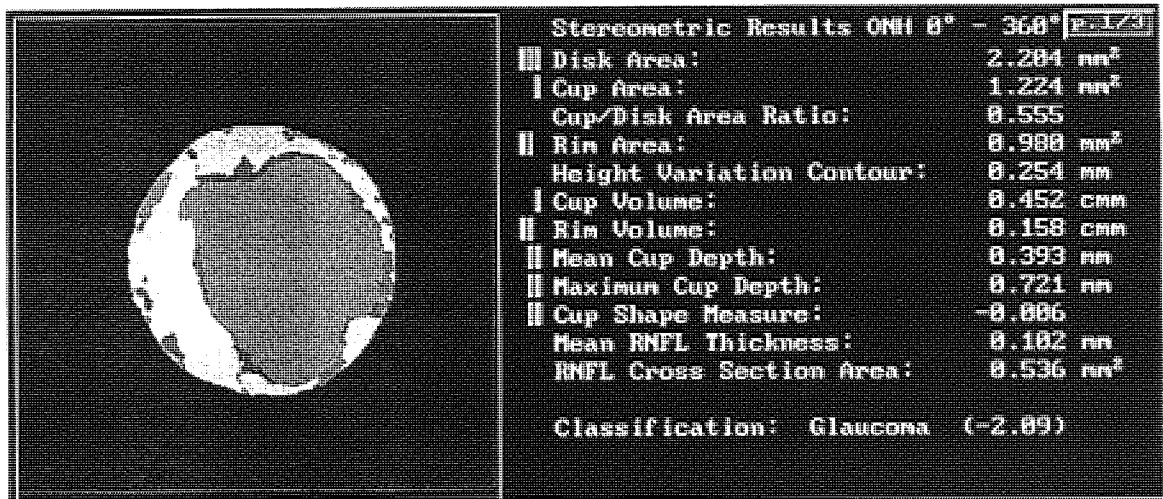 Stereometric Results ONH 0° - 360° p.1/3
Disk Area: 2.204 mm²
Cup Area: 1.224 mm²
Cup/Disk Area Ratio: 0.555
Rim Area: 0.980 mm²
Height Variation Contour: 0.254 mm
Cup Volume: 0.452 cmm
Rim Volume: 0.158 cmm
Mean Cup Depth: 0.393 mm
Maximum Cup Depth: 0.721 mm
Cup Shape Measure: -0.006
Mean RNFL Thickness: 0.102 mm
RNFL Cross Section Area: 0.536 mm²
Classification: Glaucoma (-2.09)